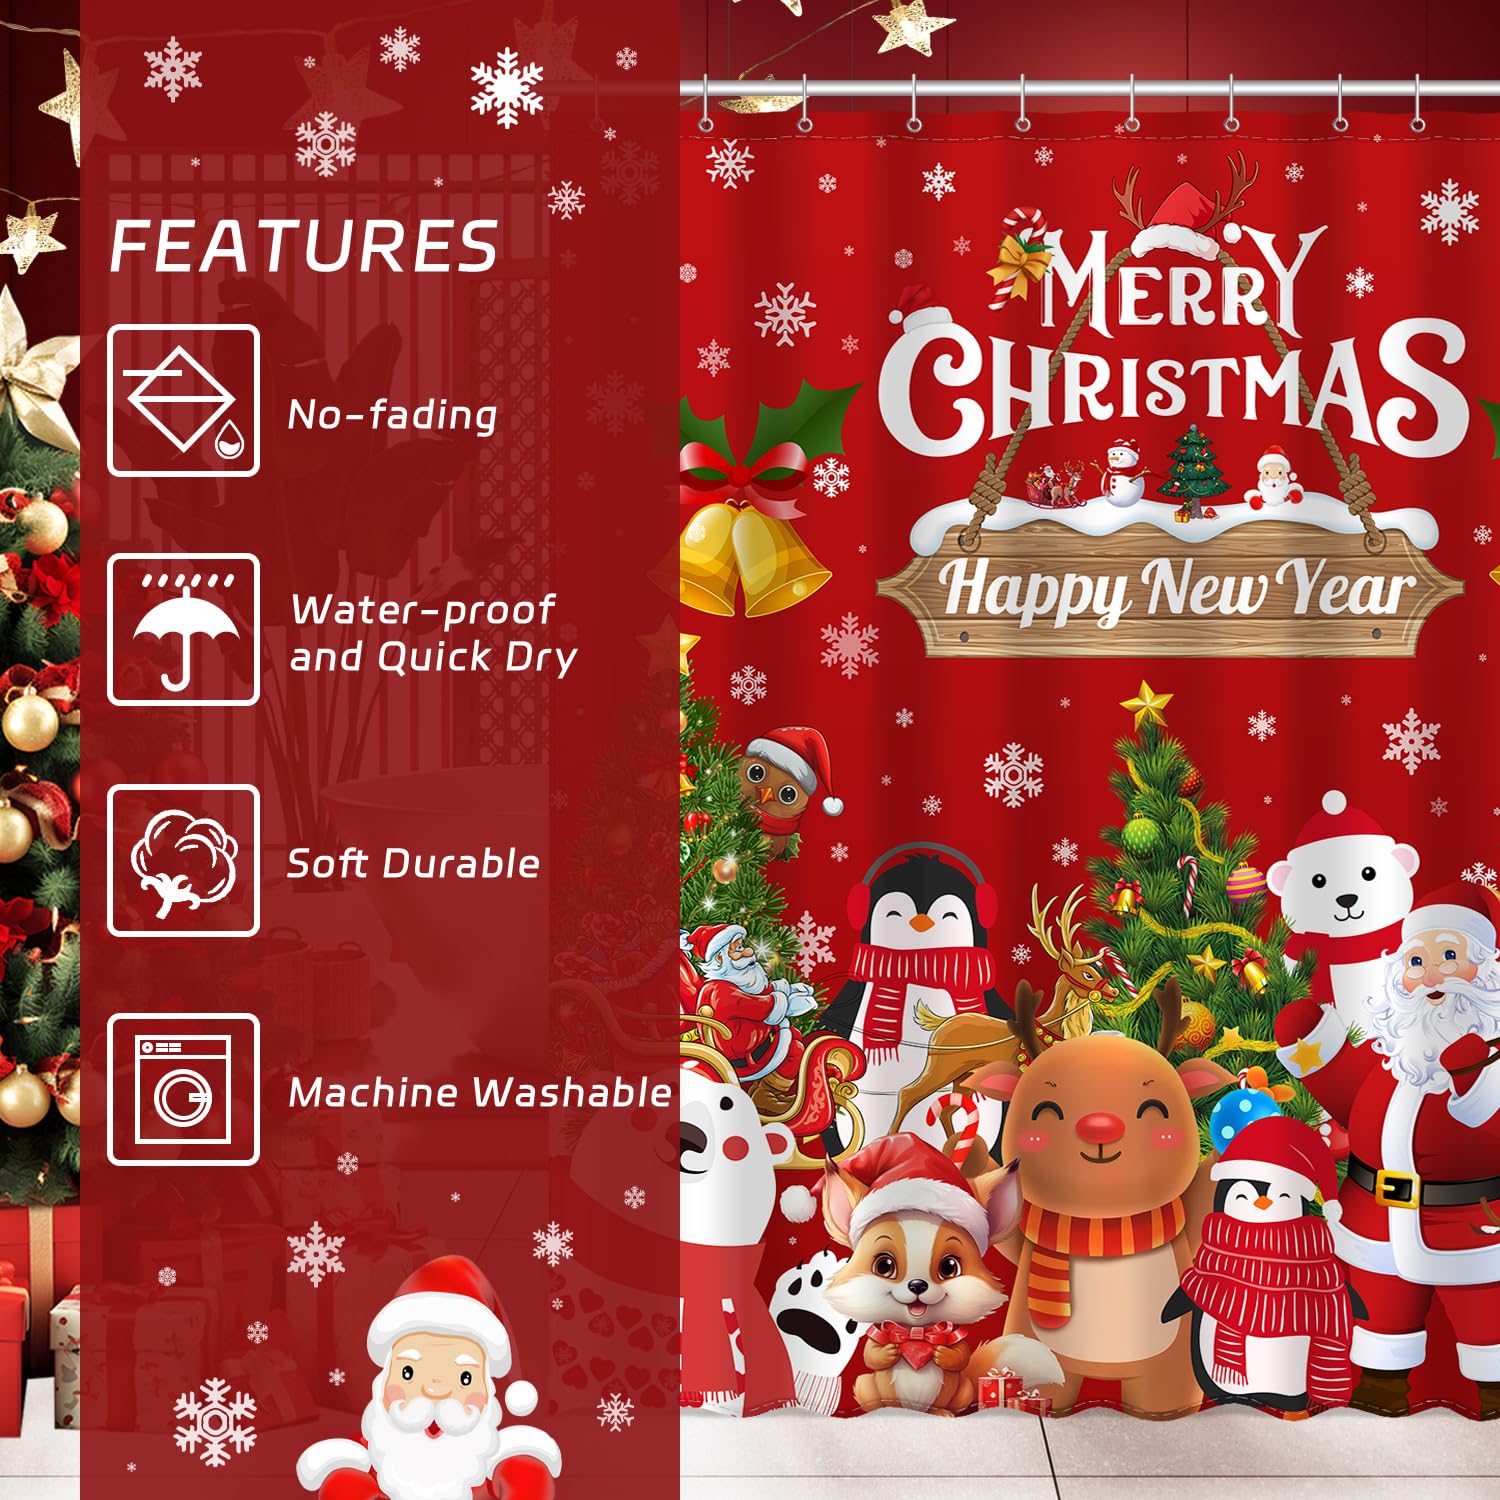 FEATURES
No-fading
Water-proof
and Quick Dry
Soft Durable
Machine Washable
MERRY
CHRISTMAS
Happy New Year